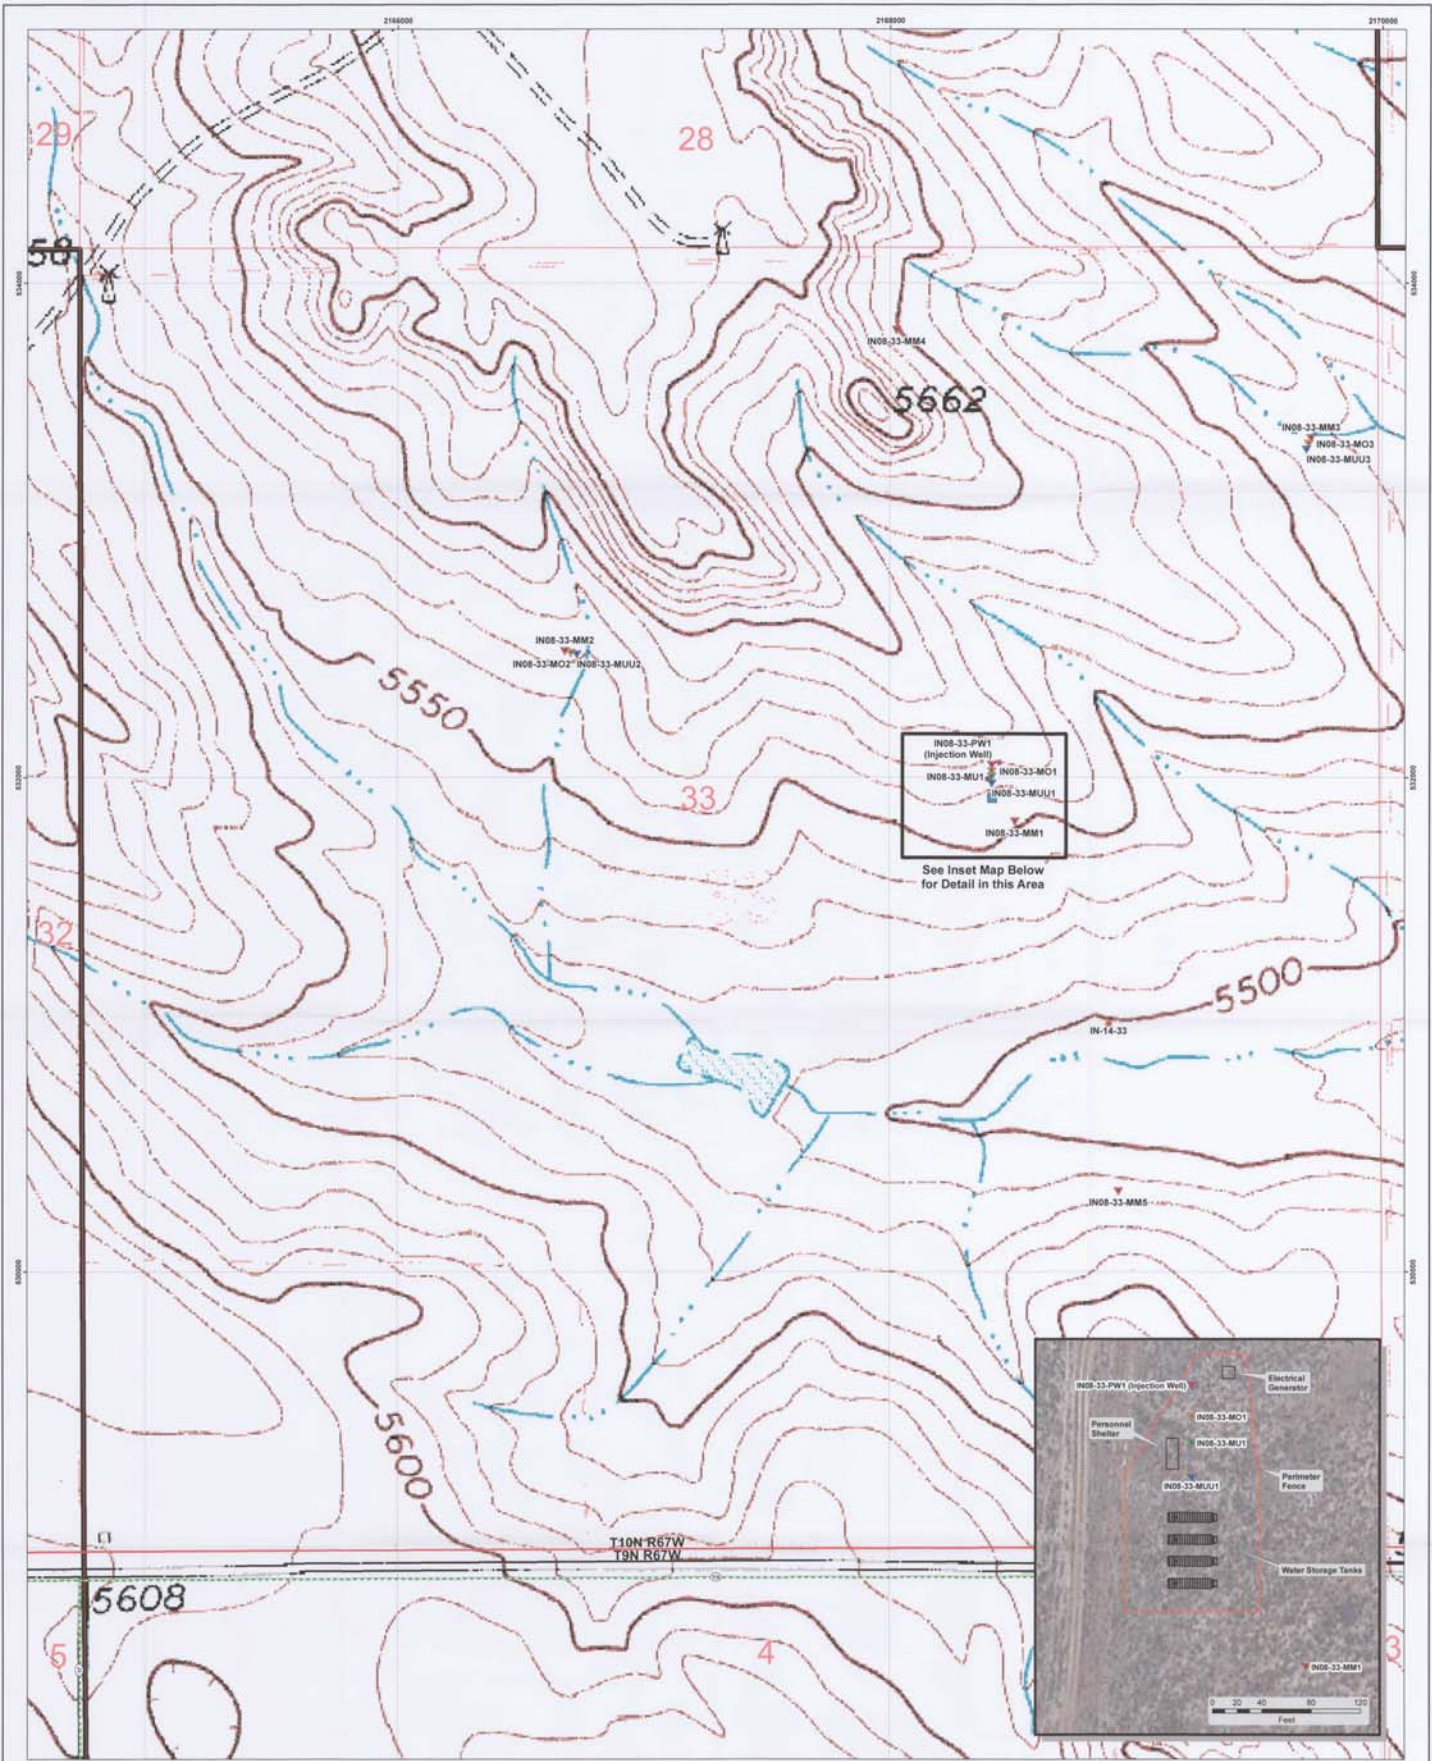 2166000
2168000
2170000
29
28
58
534000
534000
IN08-33-MM4
5662
IN08-33-MM3
IN08-33-MO3
IN08-33-MUU3
IN08-33-MM2
IN08-33-MO2
IN08-33-MUU2
5550
IN08-33-PW1
(Injection Well)
IN08-33-MO1
IN08-33-MU1
IN08-33-MUU1
IN08-33-MM1
532000
532000
33
See Inset Map Below
for Detail in this Area
32
5500
IN-14-33
IN08-33-MM5
530000
530000
5600
IN08-33-PW1 (Injection Well)
Electrical
Generator
IN08-33-MO1
Personnel
Shelter
IN08-33-MU1
Perimeter
Fence
IN08-33-MUU1
Water Storage Tanks
IN08-33-MM1
0 20 40 80 120
Feet
T10N R67W
T9N R67W
5608
5
4
3